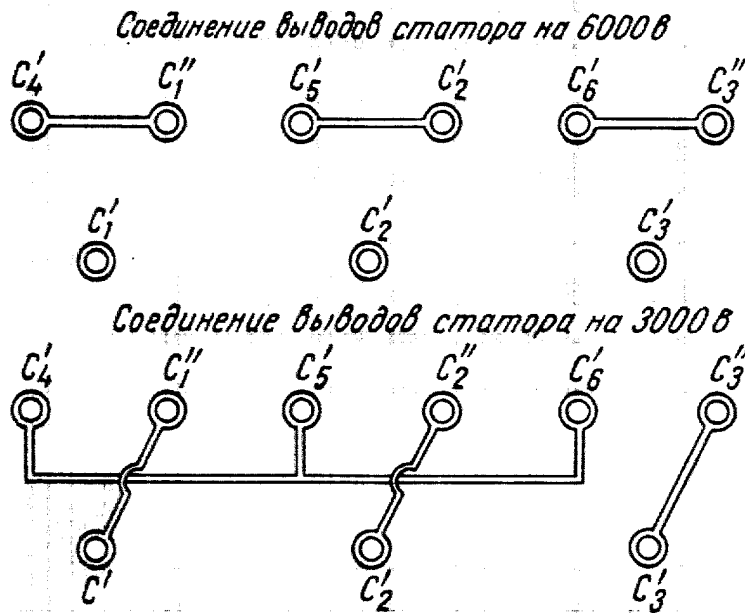 Соединение выводов статора на 6000 в
C'4 C''1 C'5 C'2 C'6 C''3
C'1 C'2 C'3
Соединение выводов статора на 3000 в
C'4 C''1 C'5 C''2 C'6 C''3
C' C'2 C'3